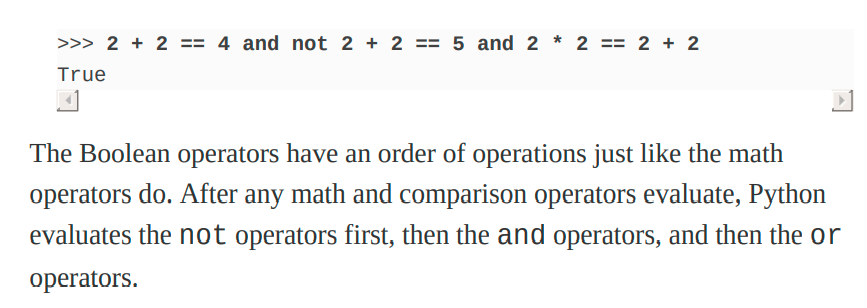 >>> 2 + 2 == 4 and not 2 + 2 == 5 and 2 * 2 == 2 + 2
True
The Boolean operators have an order of operations just like the math
operators do. After any math and comparison operators evaluate, Python
evaluates the not operators first, then the and operators, and then the or
operators.